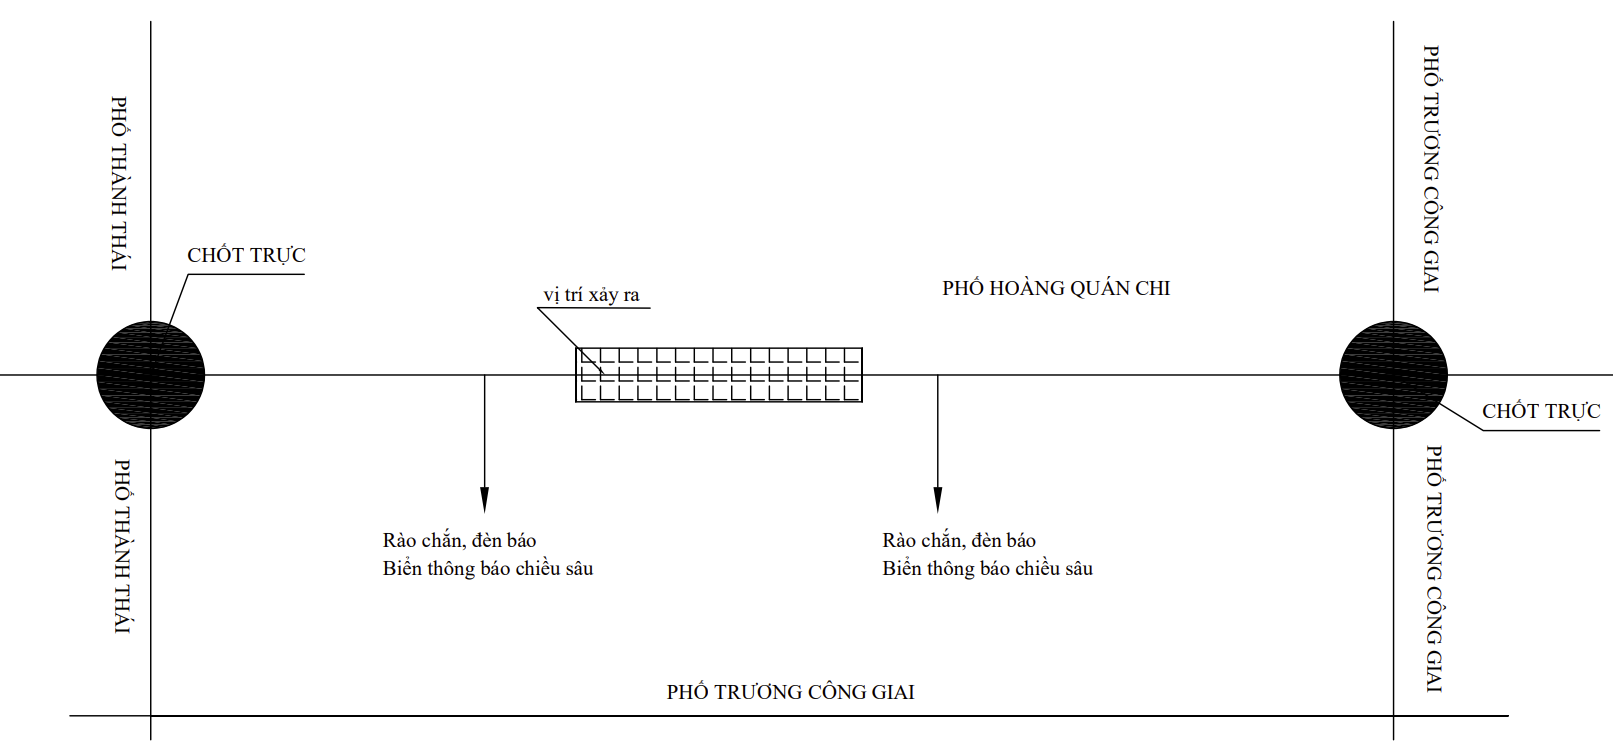 PHỐ THÀNH THÁI
PHỐ TRƯƠNG CÔNG GIAI
CHỐT TRỰC
vị trí xảy ra
PHỐ HOÀNG QUÁN CHI
CHỐT TRỰC
PHỐ THÀNH THÁI
PHỐ TRƯƠNG CÔNG GIAI
Rào chắn, đèn báo
Biển thông báo chiều sâu
Rào chắn, đèn báo
Biển thông báo chiều sâu
PHỐ TRƯƠNG CÔNG GIAI